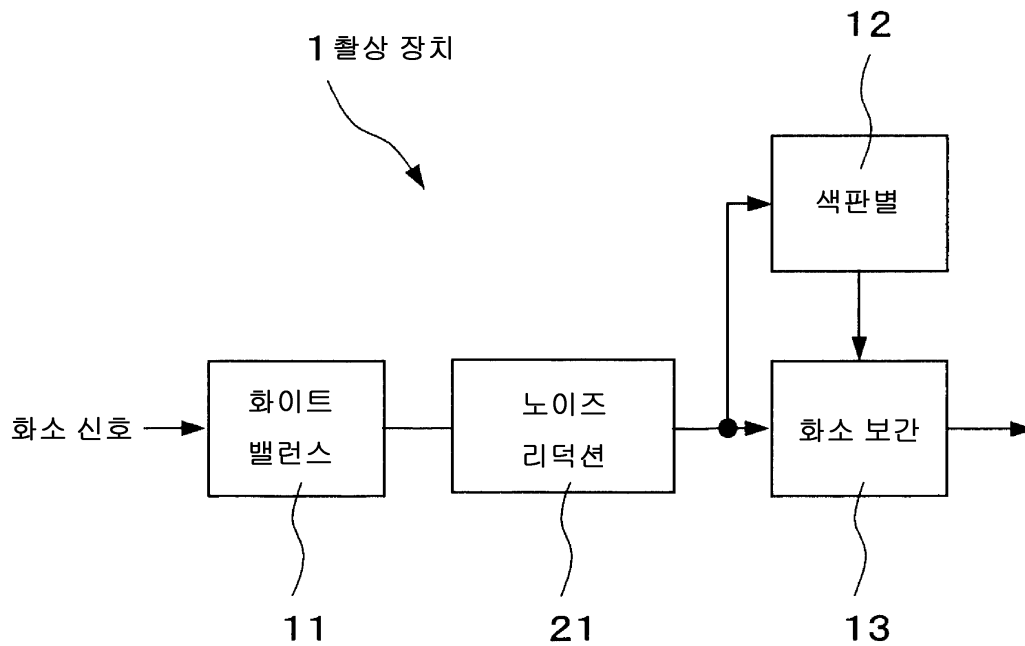 12
1 촬상 장치
색판별
화소 신호
화이트
밸런스
노이즈
리덕션
화소 보간
11
21
13